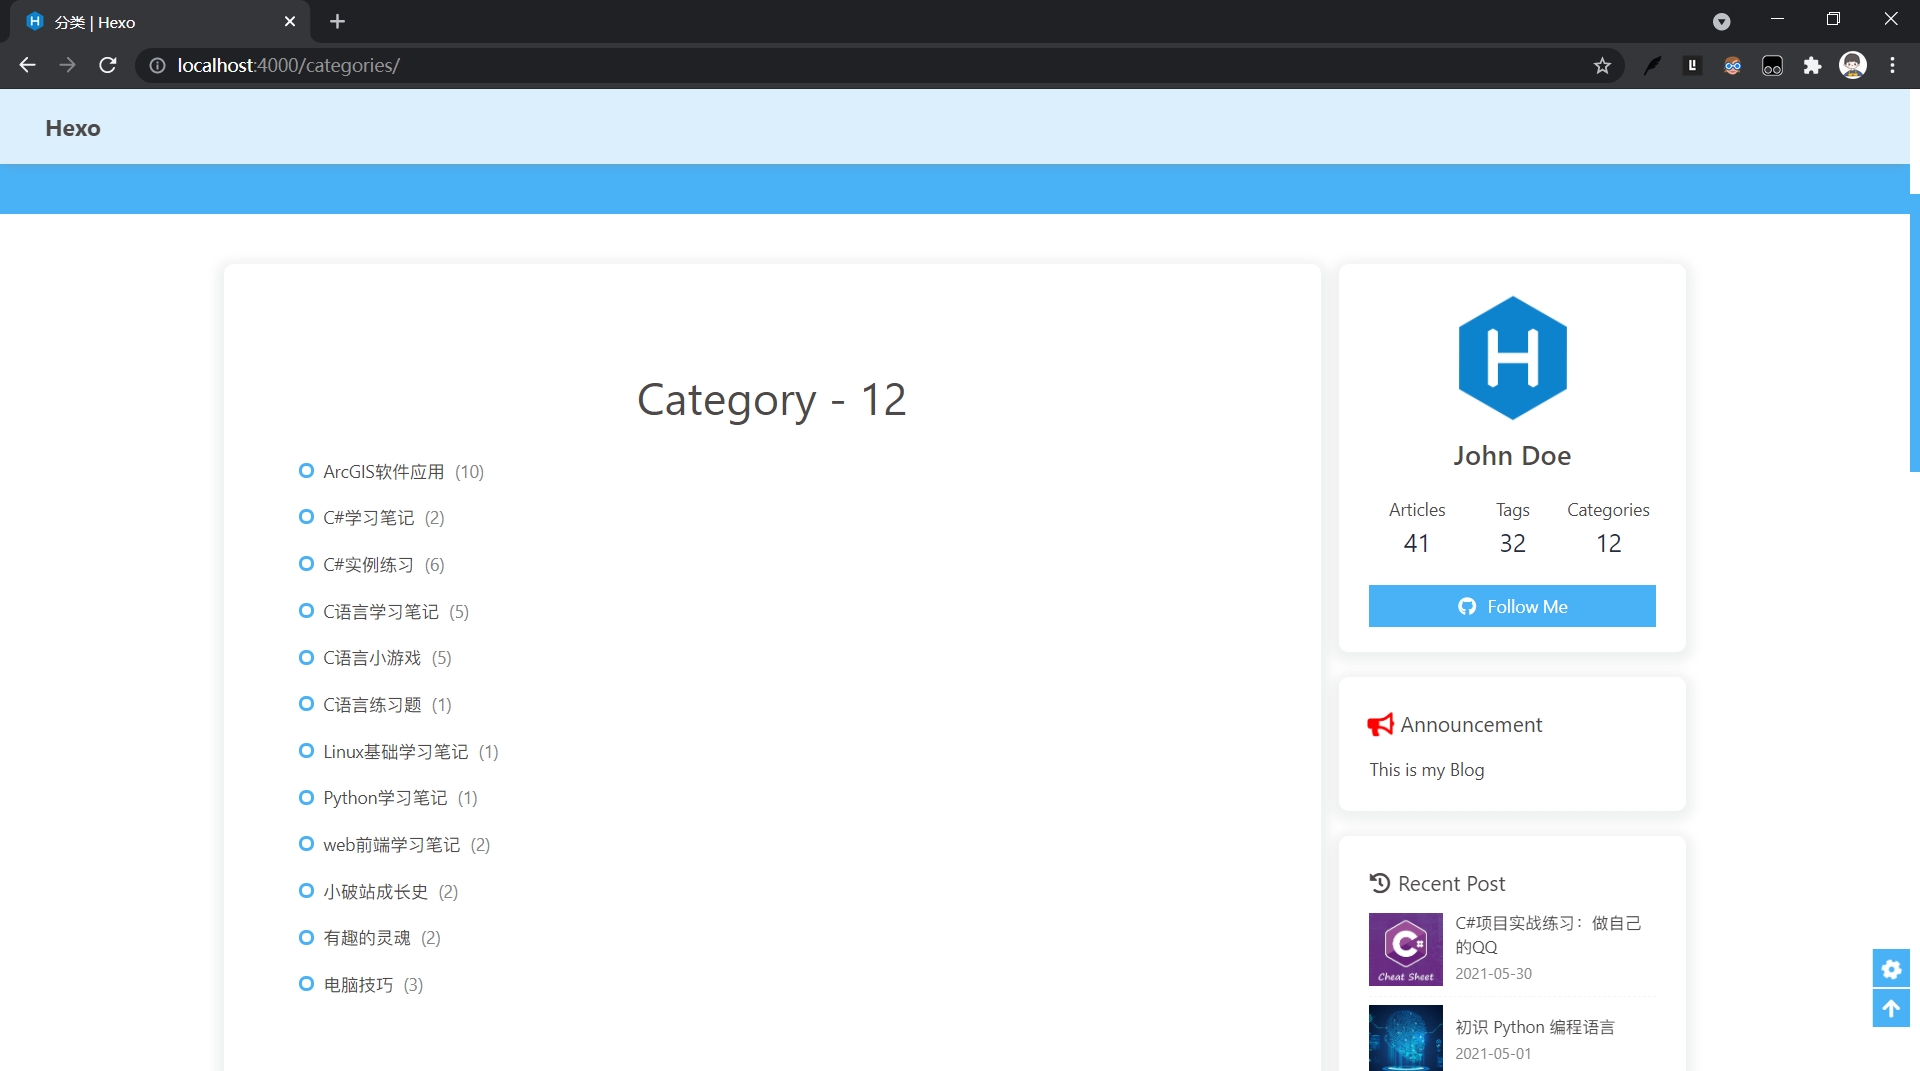 分类 | Hexo
localhost:4000/categories/
Hexo
Category - 12
ArcGIS软件应用 (10)
C#学习笔记 (2)
C#实例练习 (6)
C语言学习笔记 (5)
C语言小游戏 (5)
C语言练习题 (1)
Linux基础学习笔记 (1)
Python学习笔记 (1)
web前端学习笔记 (2)
小破站成长史 (2)
有趣的灵魂 (2)
电脑技巧 (3)
John Doe
Articles Tags Categories
41 32 12
Follow Me
Announcement
This is my Blog
Recent Post
C#项目实战练习：做自己
的QQ
2021-05-30
C#
Cheat Sheet
初识 Python 编程语言
2021-05-01